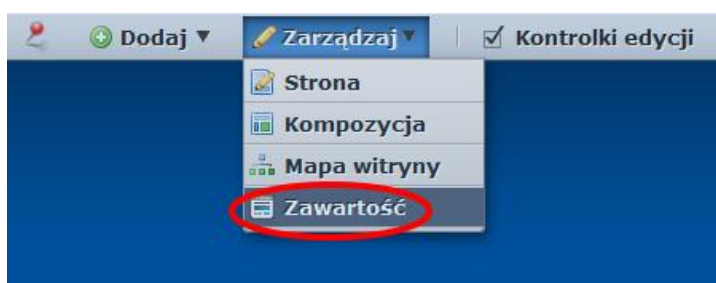 Dodaj ▼ Zarządzaj ▼ Kontrolki edycji
Strona
Kompozycja
Mapa witryny
Zawartość